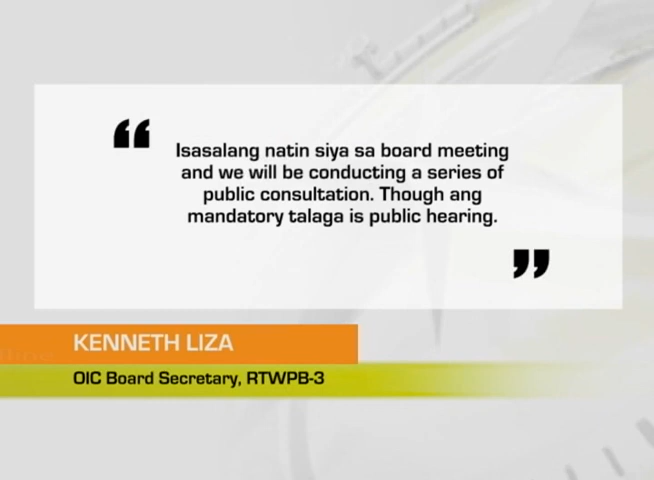 “
Isasalang natin siya sa board meeting
and we will be conducting a series of
public consultation. Though ang
mandatory talaga is public hearing.
”
KENNETH LIZA
OIC Board Secretary, RTWPB-3